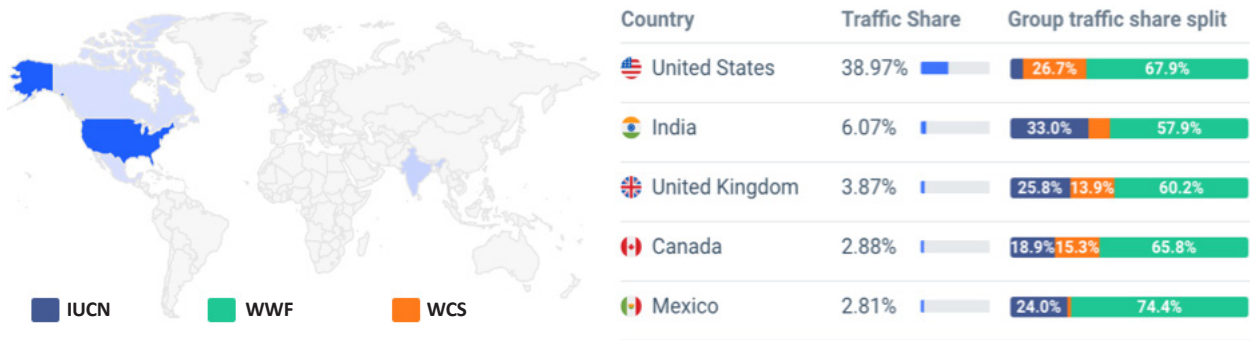 Country Traffic Share Group traffic share split
United States 38.97% 26.7% 67.9%
India 6.07% 33.0% 57.9%
United Kingdom 3.87% 25.8% 13.9% 60.2%
Canada 2.88% 18.9% 15.3% 65.8%
Mexico 2.81% 24.0% 74.4%
IUCN WWF WCS